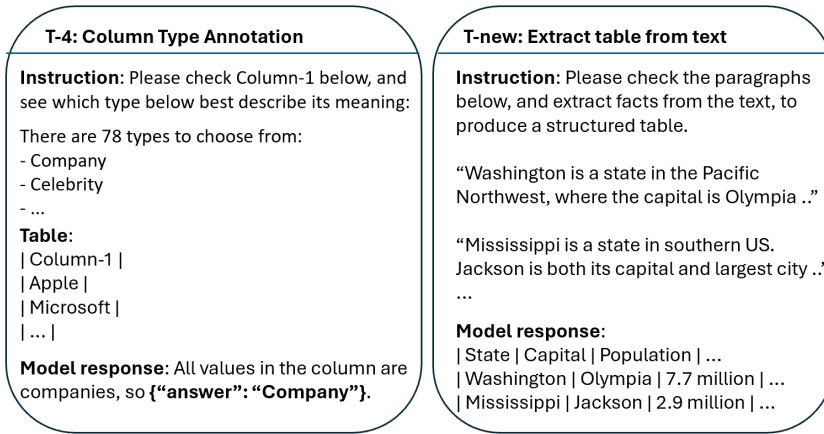 T-4: Column Type Annotation
Instruction: Please check Column-1 below, and
see which type below best describe its meaning:
There are 78 types to choose from:
- Company
- Celebrity
- ...
Table:
| Column-1 |
| Apple |
| Microsoft |
| ... |
Model response: All values in the column are
companies, so {“answer”: “Company”}.
T-new: Extract table from text
Instruction: Please check the paragraphs
below, and extract facts from the text, to
produce a structured table.
“Washington is a state in the Pacific
Northwest, where the capital is Olympia ..”
“Mississippi is a state in southern US.
Jackson is both its capital and largest city ..”
...
Model response:
| State | Capital | Population | ...
| Washington | Olympia | 7.7 million | ...
| Mississippi | Jackson | 2.9 million | ...